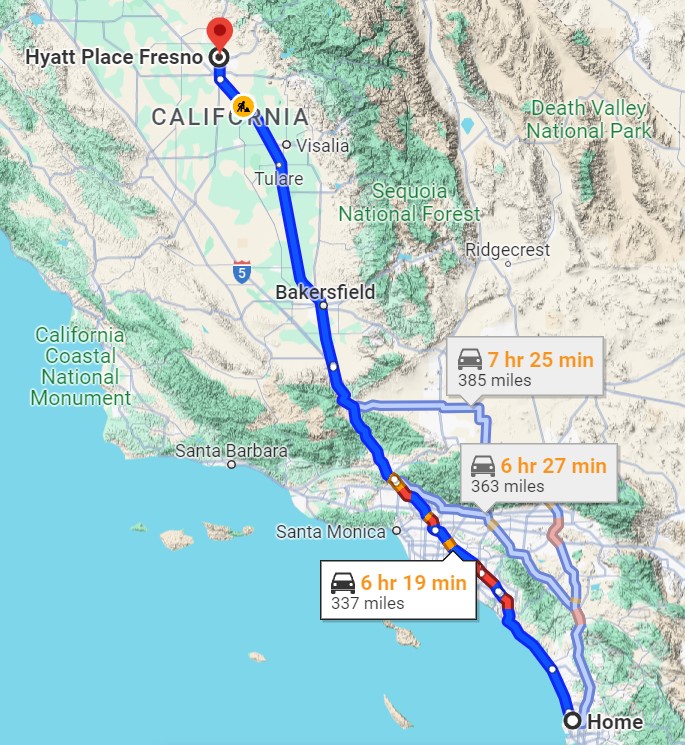 Hyatt Place Fresno
CALIFORNIA
Death Valley
National Park
Visalia
Tulare
Sequoia
National Forest
Ridgecrest
5
Bakersfield
California
Coastal
National
Monument
7 hr 25 min
385 miles
Santa Barbara
6 hr 27 min
363 miles
Santa Monica
6 hr 19 min
337 miles
Home